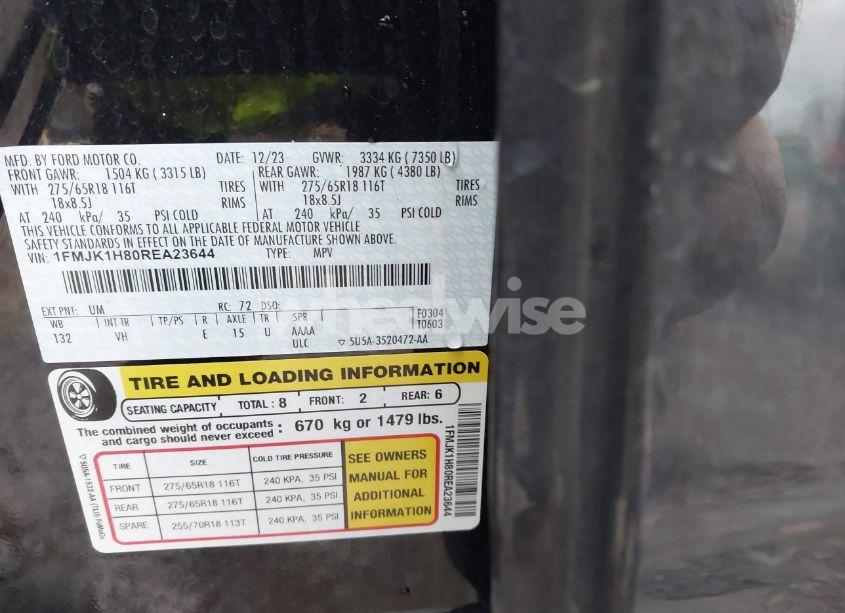 MFD. BY FORD MOTOR CO. DATE: 12/23 GVWR: 3334 KG ( 7350 LB)
FRONT GAWR: 1504 KG ( 3315 LB) REAR GAWR: 1987 KG ( 4380 LB)
WITH 275/65R18 116T TIRES WITH 275/65R18 116T TIRES
18x8.5J RIMS 18x8.5J RIMS
AT 240 kPa/ 35 PSI COLD AT 240 kPa/ 35 PSI COLD
THIS VEHICLE CONFORMS TO ALL APPLICABLE FEDERAL MOTOR VEHICLE
SAFETY STANDARDS IN EFFECT ON THE DATE OF MANUFACTURE SHOWN ABOVE.
VIN: 1FMJK1H80REA23644 TYPE: MPV
EXT PNT: UM RC: 72 DSO:
WB INT TR TP/PS R AXLE TR SPR F0304
132 VH E 15 U AAAA T0603
ULC 5U5A-3520472-AA
wheelwise
TIRE AND LOADING INFORMATION
SEATING CAPACITY TOTAL : 8 FRONT: 2 REAR: 6
The combined weight of occupants and cargo should never exceed : 670 kg or 1479 lbs.
TIRE SIZE COLD TIRE PRESSURE
FRONT 275/65R18 116T 240 KPA, 35 PSI
REAR 275/65R18 116T 240 KPA, 35 PSI
SPARE 255/70R18 113T 240 KPA, 35 PSI
SEE OWNERS
MANUAL FOR
ADDITIONAL
INFORMATION
1FMJK1H80REA23644
5U5A-1532-AA (TLU) FoMoCo